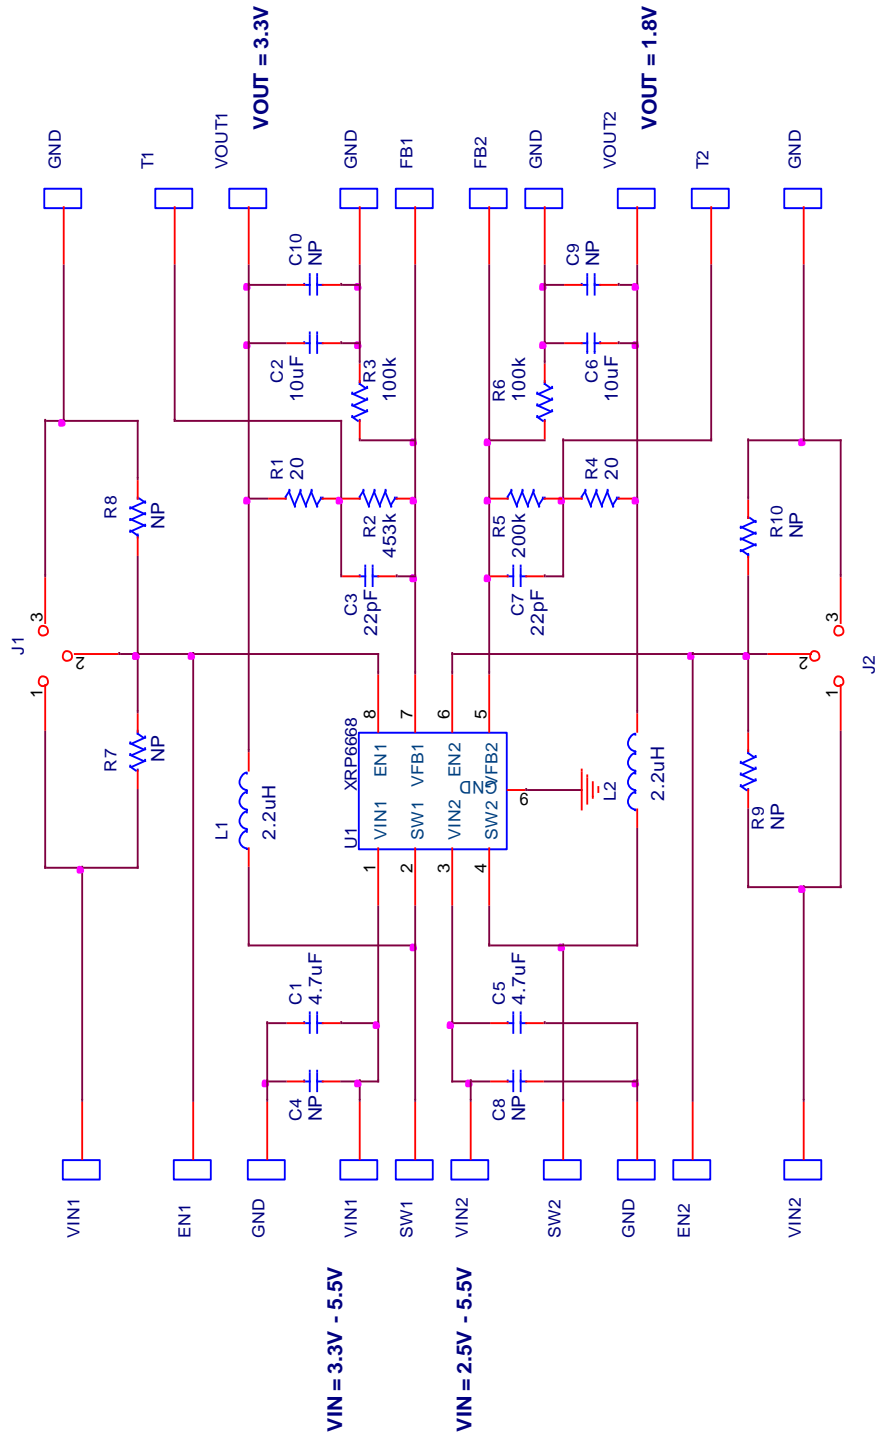 J1
1
2
3
R7
NP
R8
NP
GND
T1
VIN1
EN1
GND
L1
2.2uH
R1
20
C2
10uF
C10
NP
VOUT1
VOUT = 3.3V
GND
C4
NP
C1
4.7uF
VIN = 3.3V - 5.5V
VIN1
SW1
C3
22pF
R2
453k
R3
100k
FB1
U1
XRP6668
1
VIN1
EN1
8
2
SW1
VFB1
7
3
VIN2
EN2
6
4
SW2
VFB2
5
GND
9
VIN = 2.5V - 5.5V
VIN2
C8
NP
C5
4.7uF
C7
22pF
R5
200k
R6
100k
FB2
GND
SW2
GND
L2
2.2uH
R4
20
C6
10uF
C9
NP
VOUT2
VOUT = 1.8V
EN2
T2
R9
NP
R10
NP
VIN2
GND
1
2
3
J2